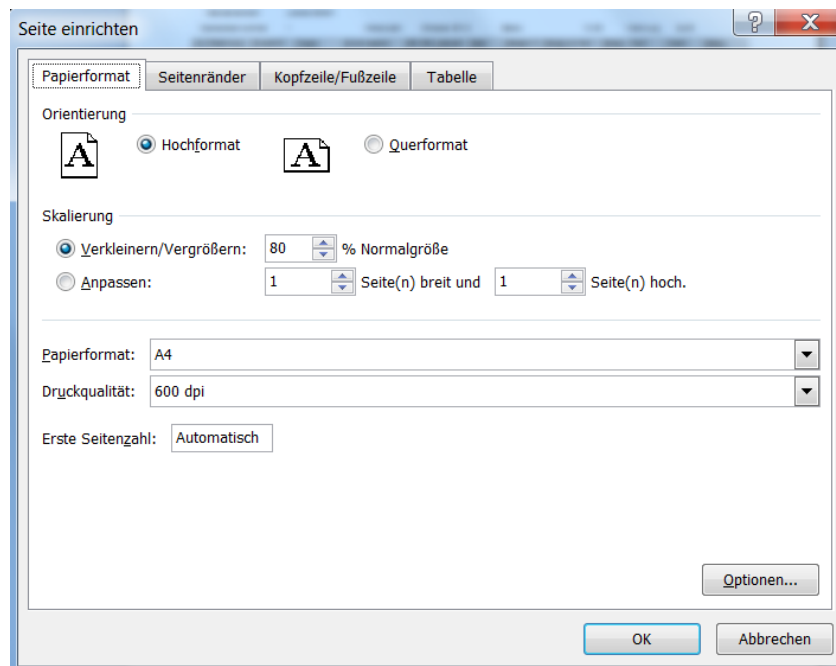 Seite einrichten
Papierformat Seitenränder Kopfzeile/Fußzeile Tabelle
Orientierung
A Hochformat A Querformat
Skalierung
Verkleinern/Vergrößern: 80 % Normalgröße
Anpassen: 1 Seite(n) breit und 1 Seite(n) hoch.
Papierformat: A4
Druckqualität: 600 dpi
Erste Seitenzahl: Automatisch
Optionen...
OK Abbrechen